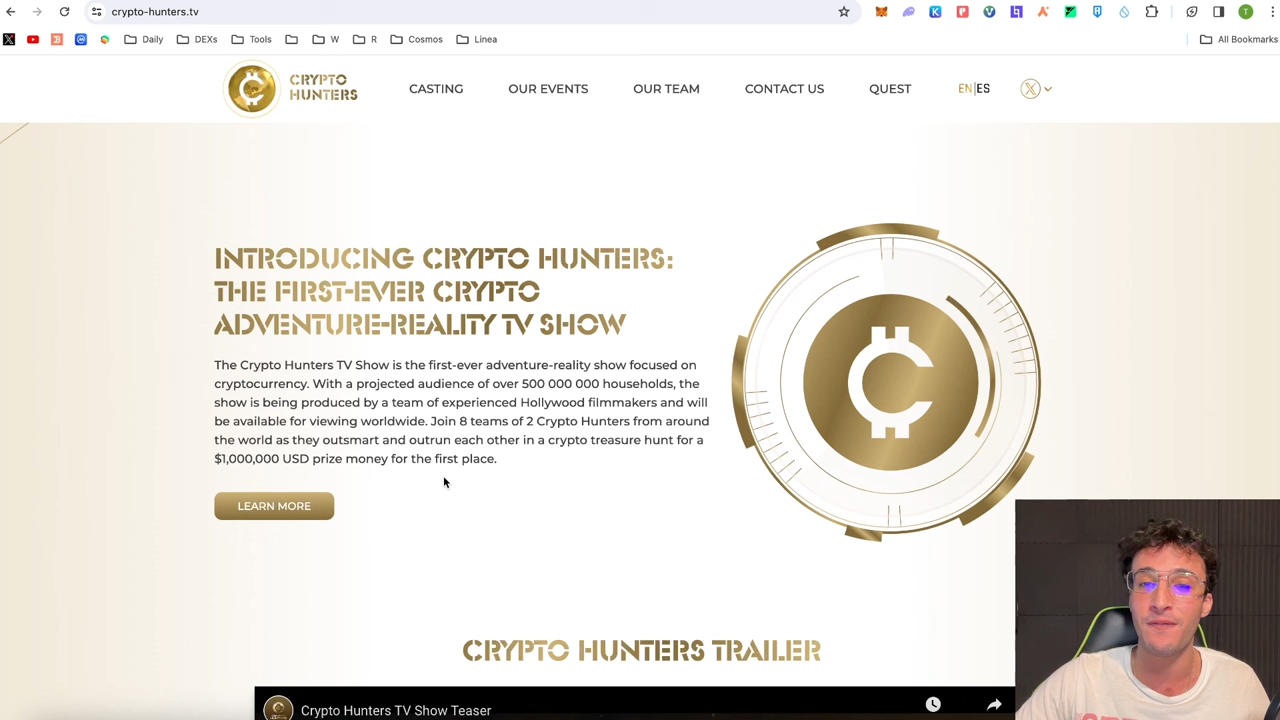 crypto-hunters.tv
T
Daily
DEXs
Tools
W
R
Cosmos
Linea
All Bookmarks
CRYPTO
HUNTERS
CASTING
OUR EVENTS
OUR TEAM
CONTACT US
QUEST
EN|ES
INTRODUCING CRYPTO HUNTERS:
THE FIRST-EVER CRYPTO
ADVENTURE-REALITY TV SHOW
The Crypto Hunters TV Show is the first-ever adventure-reality show focused on
cryptocurrency. With a projected audience of over 500 000 000 households, the
show is being produced by a team of experienced Hollywood filmmakers and will
be available for viewing worldwide. Join 8 teams of 2 Crypto Hunters from around
the world as they outsmart and outrun each other in a crypto treasure hunt for a
$1,000,000 USD prize money for the first place.
LEARN MORE
CRYPTO HUNTERS TRAILER
Crypto Hunters TV Show Teaser